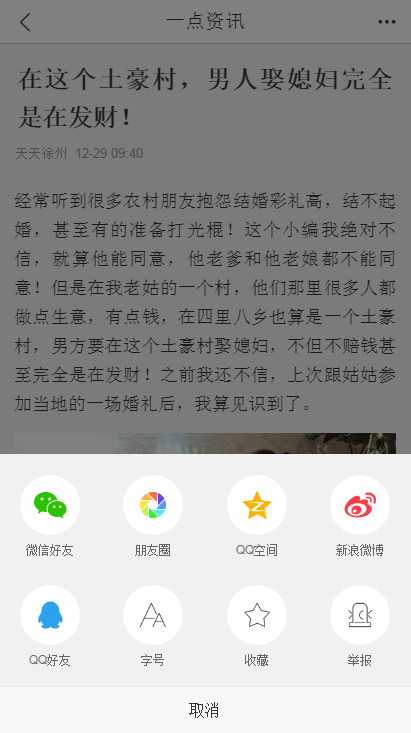 一点资讯
在这个土豪村，男人娶媳妇完全
是在发财！
天天徐州 12-29 09:40
经常听到很多农村朋友抱怨结婚彩礼高，结不起
婚，甚至有的准备打光棍！这个小编我绝对不
信，就算他能同意，他老爹和他老娘都不能同
意！但是在我老姑的一个村，他们那里很多人都
做点生意，有点钱，在四里八乡也算是一个土豪
村，男方要在这个土豪村娶媳妇，不但不赔钱甚
至完全是在发财！之前我还不信，上次跟姑姑参
加当地的一场婚礼后，我算见识到了。
微信好友 朋友圈 QQ空间 新浪微博
QQ好友 字号 收藏 举报
取消